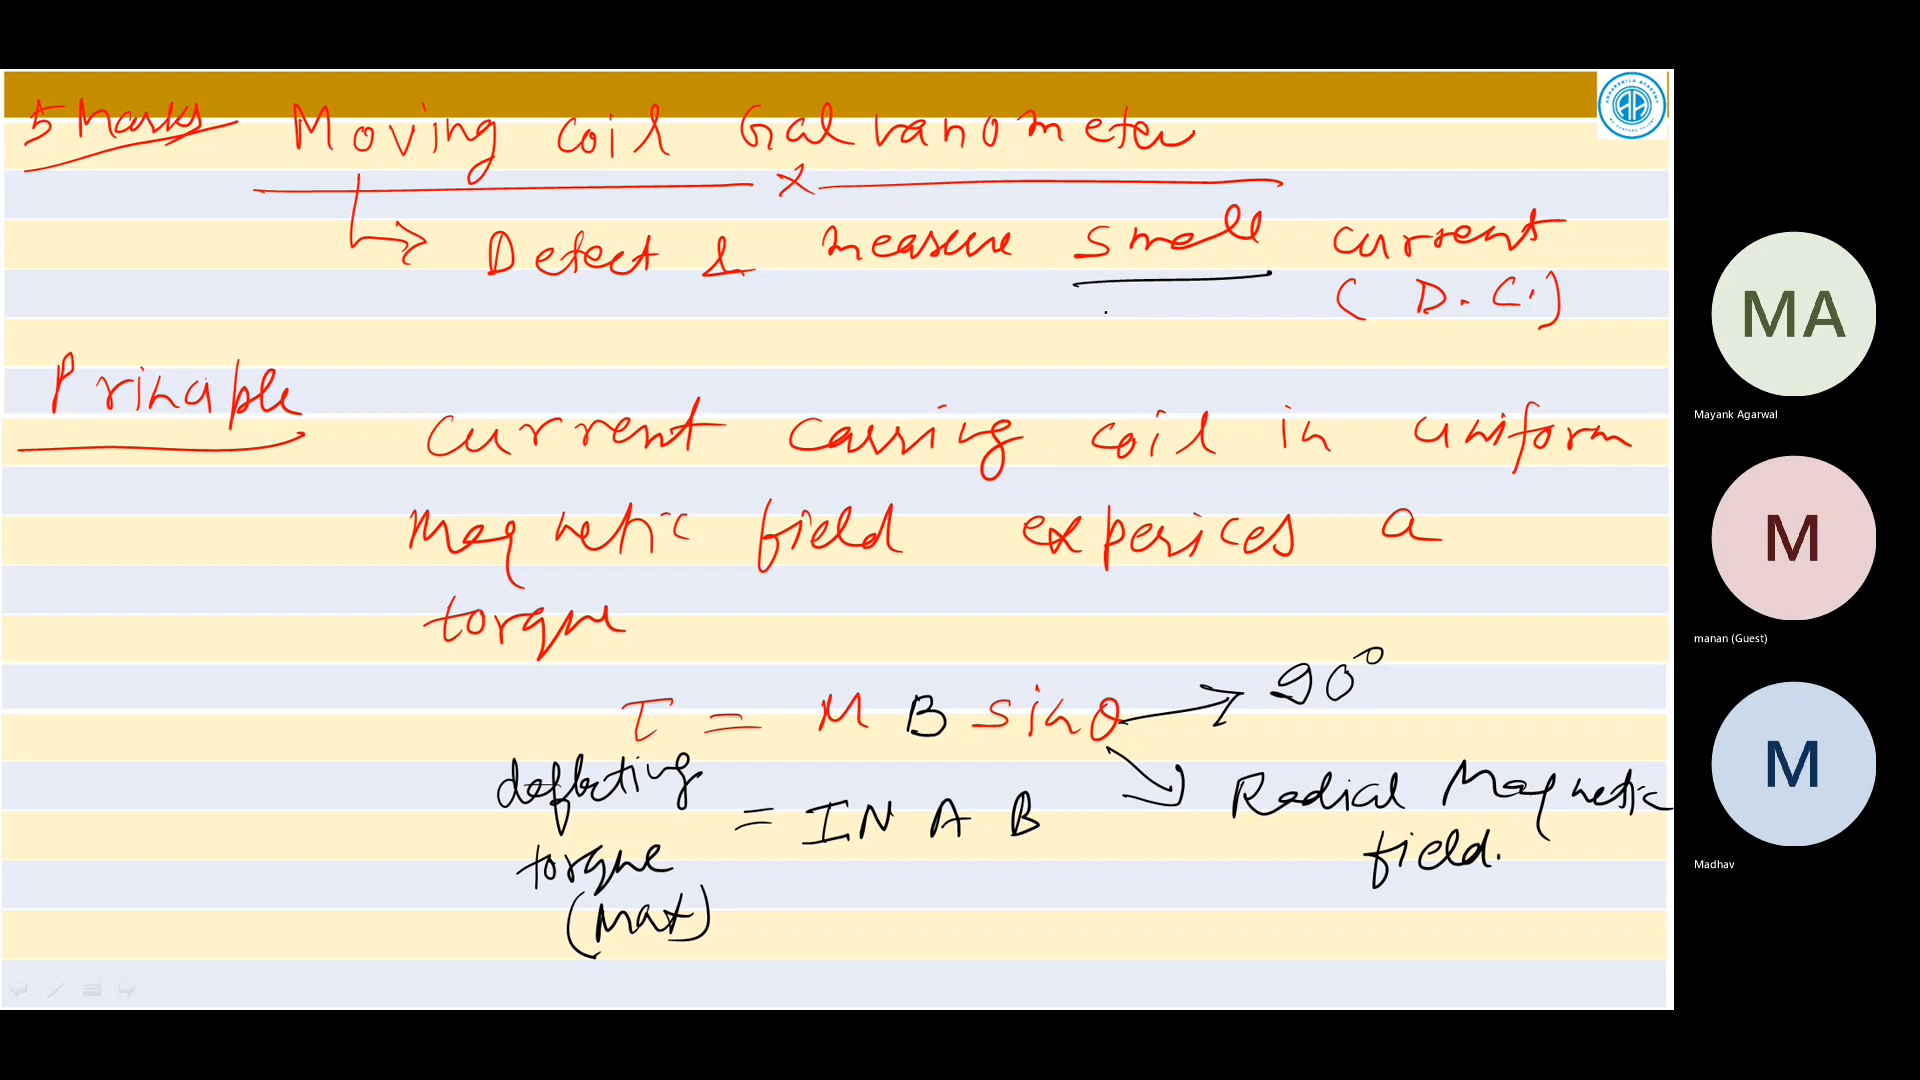 5 Marks Moving coil Galvanometer
x
Detect & measure small current
( D.C.)
Principle
current carring coil in uniform
magnetic field experices a
torque
τ = M B sinθ → 90°
deflecting
torque
(Max)
= I N A B
Radial Magnetic
field.
MA
Mayank Agarwal
M
manan (Guest)
M
Madhav